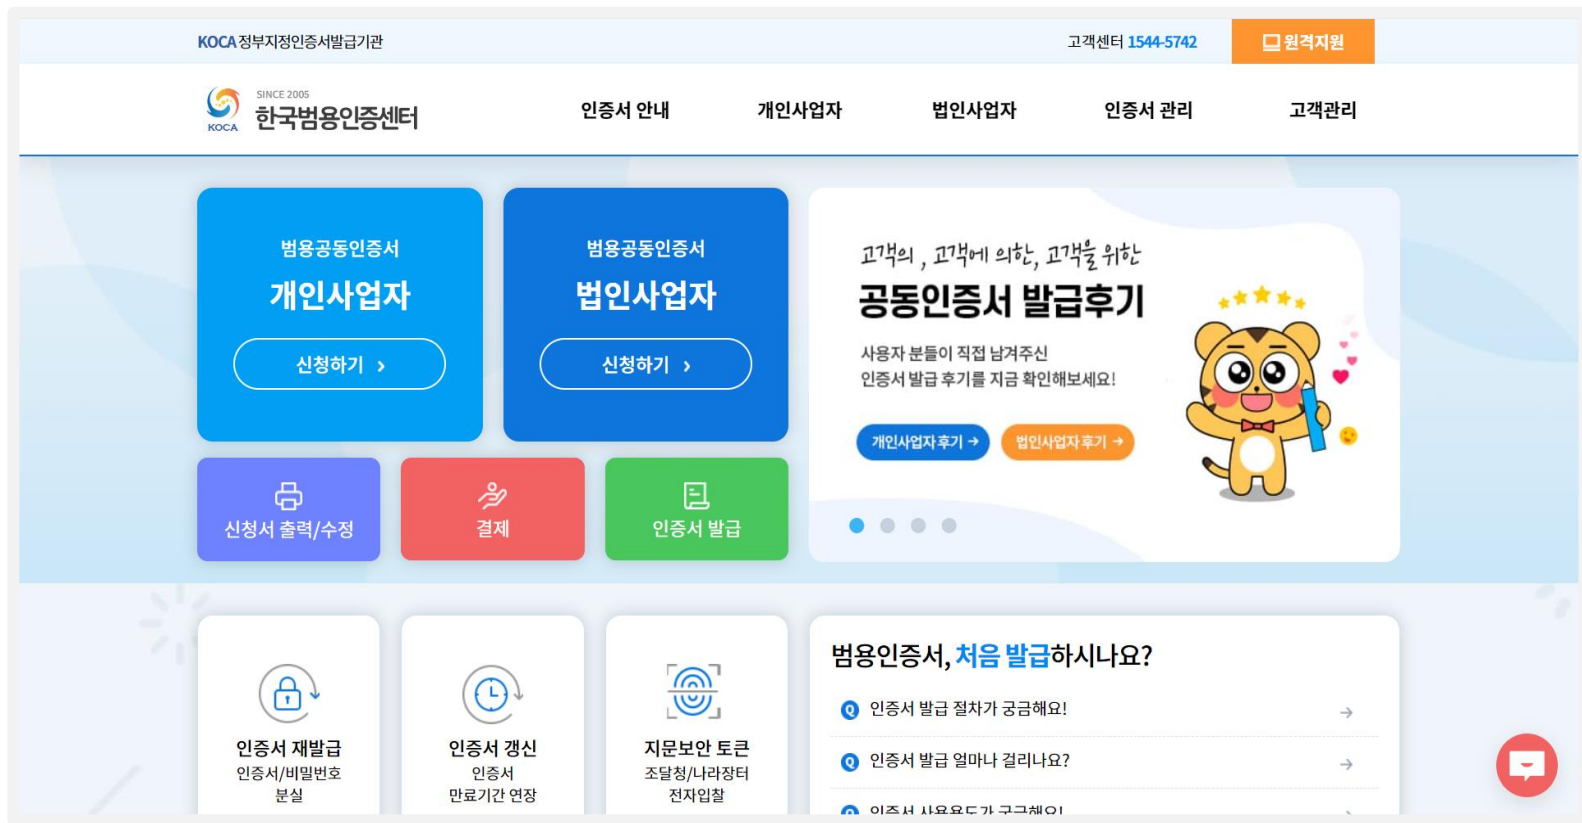 KOCA 정부지정인증서발급기관
고객센터 1544-5742
원격지원
KOCA
SINCE 2005
한국범용인증센터
인증서 안내
개인사업자
법인사업자
인증서 관리
고객관리
범용공동인증서
개인사업자
신청하기 ›
범용공동인증서
법인사업자
신청하기 ›
고객의 , 고객에 의한, 고객을 위한
공동인증서 발급후기
사용자 분들이 직접 남겨주신
인증서 발급 후기를 지금 확인해보세요!
개인사업자 후기 →
법인사업자 후기 →
신청서 출력/수정
결제
인증서 발급
인증서 재발급
인증서/비밀번호
분실
인증서 갱신
인증서
만료기간 연장
지문보안 토큰
조달청/나라장터
전자입찰
범용인증서, 처음 발급하시나요?
Q 인증서 발급 절차가 궁금해요! →
Q 인증서 발급 얼마나 걸리나요? →
인증서 사용용도가 궁금해요!